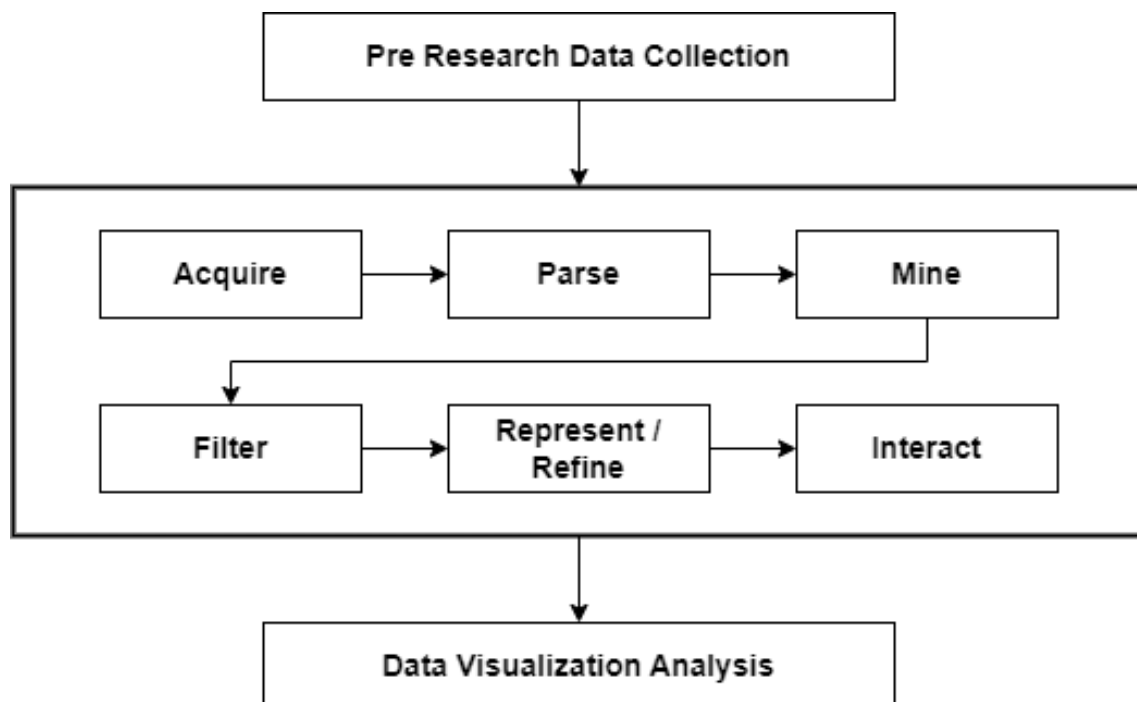 Pre Research Data Collection
Acquire
Parse
Mine
Filter
Represent /
Refine
Interact
Data Visualization Analysis